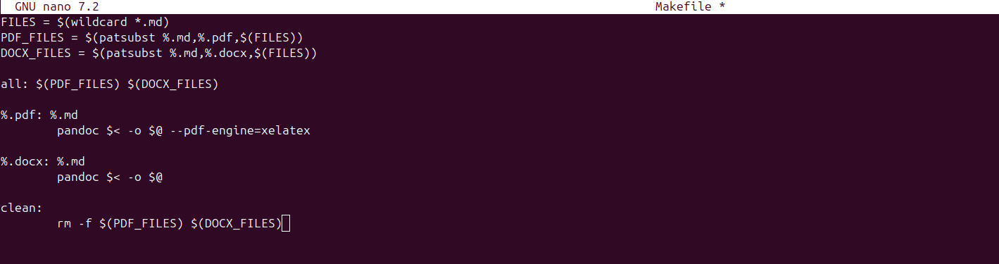 GNU nano 7.2 Makefile *
FILES = $(wildcard *.md)
PDF_FILES = $(patsubst %.md,%.pdf,$(FILES))
DOCX_FILES = $(patsubst %.md,%.docx,$(FILES))
all: $(PDF_FILES) $(DOCX_FILES)
%.pdf: %.md
        pandoc $< -o $@ --pdf-engine=xelatex
%.docx: %.md
        pandoc $< -o $@
clean:
        rm -f $(PDF_FILES) $(DOCX_FILES)